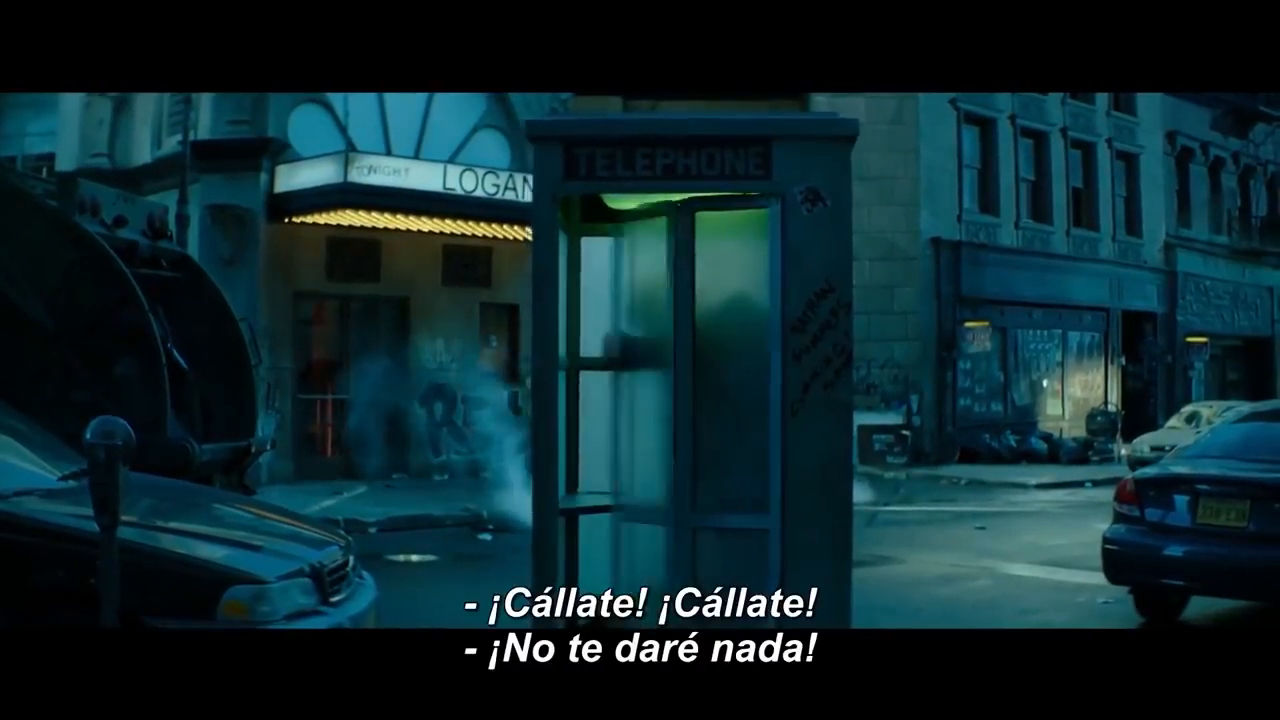 TONIGHT
LOGAN
TELEPHONE
- ¡Cállate! ¡Cállate!
- ¡No te daré nada!